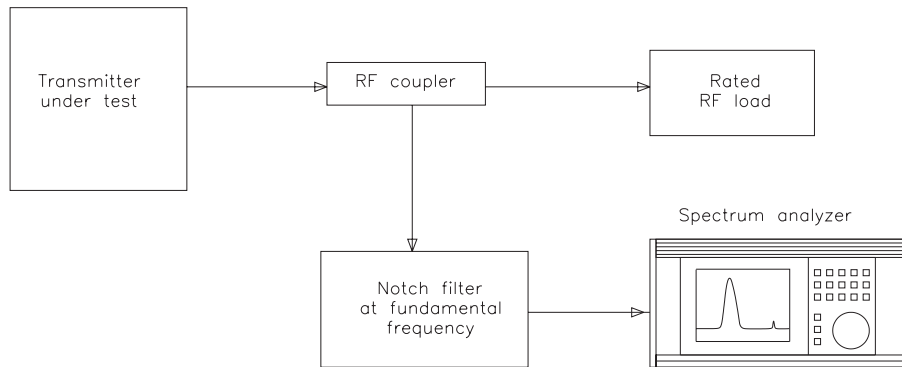 Transmitter
under test
RF coupler
Rated
RF load
Spectrum analyzer
Notch filter
at fundamental
frequency